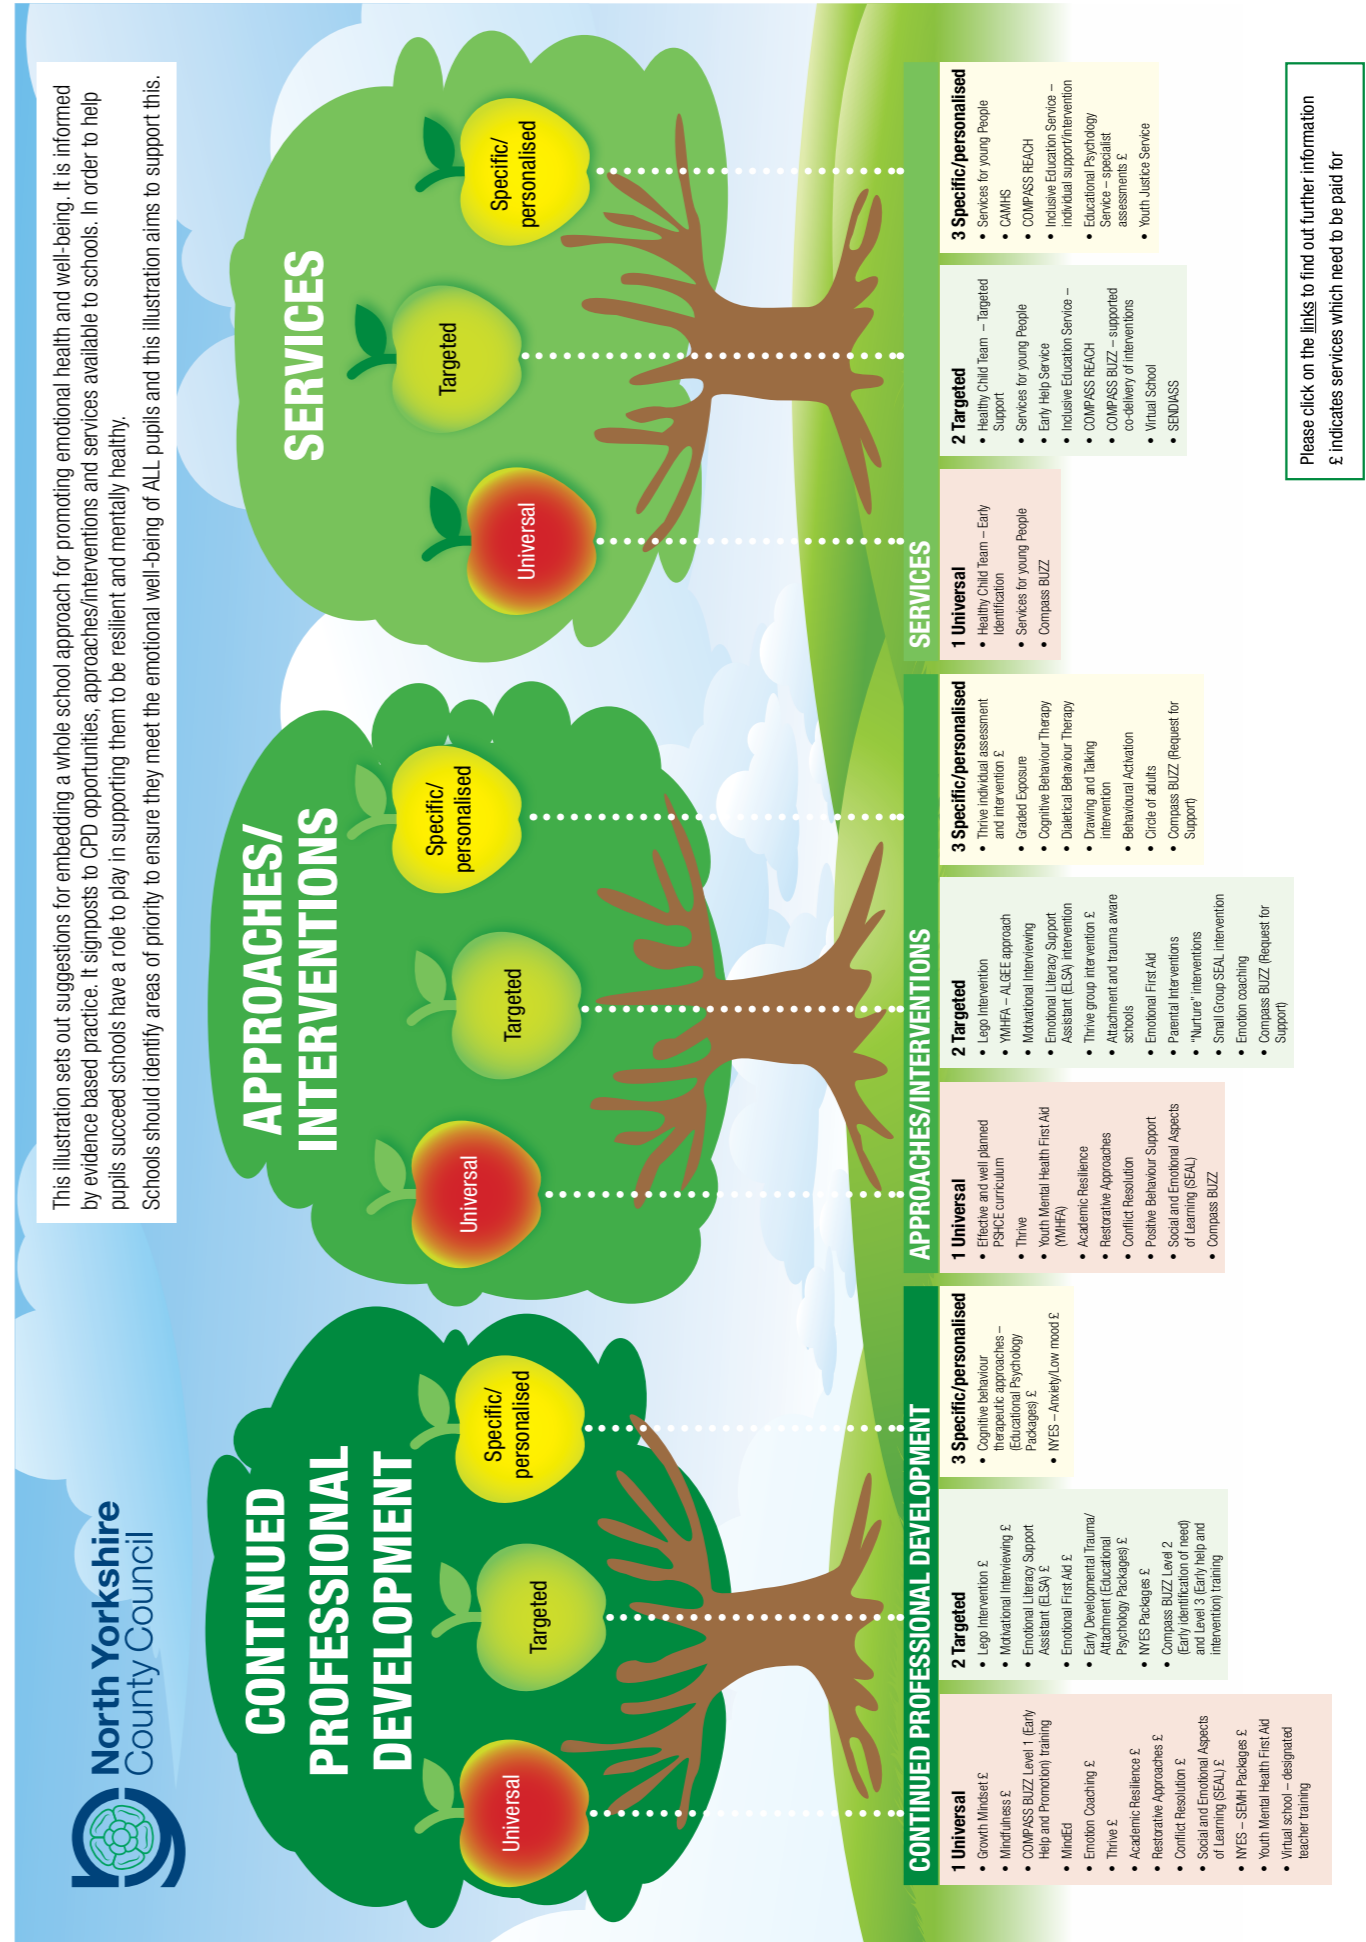 North Yorkshire
County Council
This illustration sets out suggestions for embedding a whole school approach for promoting emotional health and well-being. It is informed
by evidence based practice. It signposts to CPD opportunities, approaches/interventions and services available to schools. In order to help
pupils succeed schools have a role to play in supporting them to be resilient and mentally healthy.
Schools should identify areas of priority to ensure they meet the emotional well-being of ALL pupils and this illustration aims to support this.
CONTINUED
PROFESSIONAL
DEVELOPMENT
Universal
Targeted
Specific/
personalised
APPROACHES/
INTERVENTIONS
Universal
Targeted
Specific/
personalised
SERVICES
Universal
Targeted
Specific/
personalised
CONTINUED PROFESSIONAL DEVELOPMENT
1 Universal
• Growth Mindset £
• Mindfulness £
• COMPASS BUZZ Level 1 (Early
Help and Promotion) training
• MindEd
• Emotion Coaching £
• Thrive £
• Academic Resilience £
• Restorative Approaches £
• Conflict Resolution £
• Social and Emotional Aspects
of Learning (SEAL) £
• NYES – SEMH Packages £
• Youth Mental Health First Aid
• Virtual school – designated
teacher training
2 Targeted
• Lego Intervention £
• Motivational Interviewing £
• Emotional Literacy Support
Assistant (ELSA) £
• Emotional First Aid £
• Early Developmental Trauma/
Attachment (Educational
Psychology Packages) £
• NYES Packages £
• Compass BUZZ Level 2
(Early identification of need)
and Level 3 (Early help and
intervention) training
3 Specific/personalised
• Cognitive behaviour
therapeutic approaches –
(Educational Psychology
Packages) £
• NYES – Anxiety/Low mood £
APPROACHES/INTERVENTIONS
1 Universal
• Effective and well planned
PSHCE curriculum
• Thrive
• Youth Mental Health First Aid
(YMHFA)
• Academic Resilience
• Restorative Approaches
• Conflict Resolution
• Positive Behaviour Support
• Social and Emotional Aspects
of Learning (SEAL)
• Compass BUZZ
2 Targeted
• Lego Intervention
• YMHFA – ALGEE approach
• Motivational Interviewing
• Emotional Literacy Support
Assistant (ELSA) intervention
• Thrive group intervention £
• Attachment and trauma aware
schools
• Emotional First Aid
• Parental Interventions
• "Nurture" interventions
• Small Group SEAL intervention
• Emotion coaching
• Compass BUZZ (Request for
Support)
3 Specific/personalised
• Thrive individual assessment
and intervention £
• Graded Exposure
• Cognitive Behaviour Therapy
• Dialetical Behaviour Therapy
• Drawing and Talking
intervention
• Behavioural Activation
• Circle of adults
• Compass BUZZ (Request for
Support)
SERVICES
1 Universal
• Healthy Child Team – Early
Identification
• Services for young People
• Compass BUZZ
2 Targeted
• Healthy Child Team – Targeted
Support
• Services for young People
• Early Help Service
• Inclusive Education Service –
• COMPASS REACH
• COMPASS BUZZ – supported
co-delivery of interventions
• Virtual School
• SENDIASS
3 Specific/personalised
• Services for young People
• CAMHS
• COMPASS REACH
• Inclusive Education Service –
individual support/intervention
• Educational Psychology
Service – specialist
assessments £
• Youth Justice Service
Please click on the links to find out further information
£ indicates services which need to be paid for